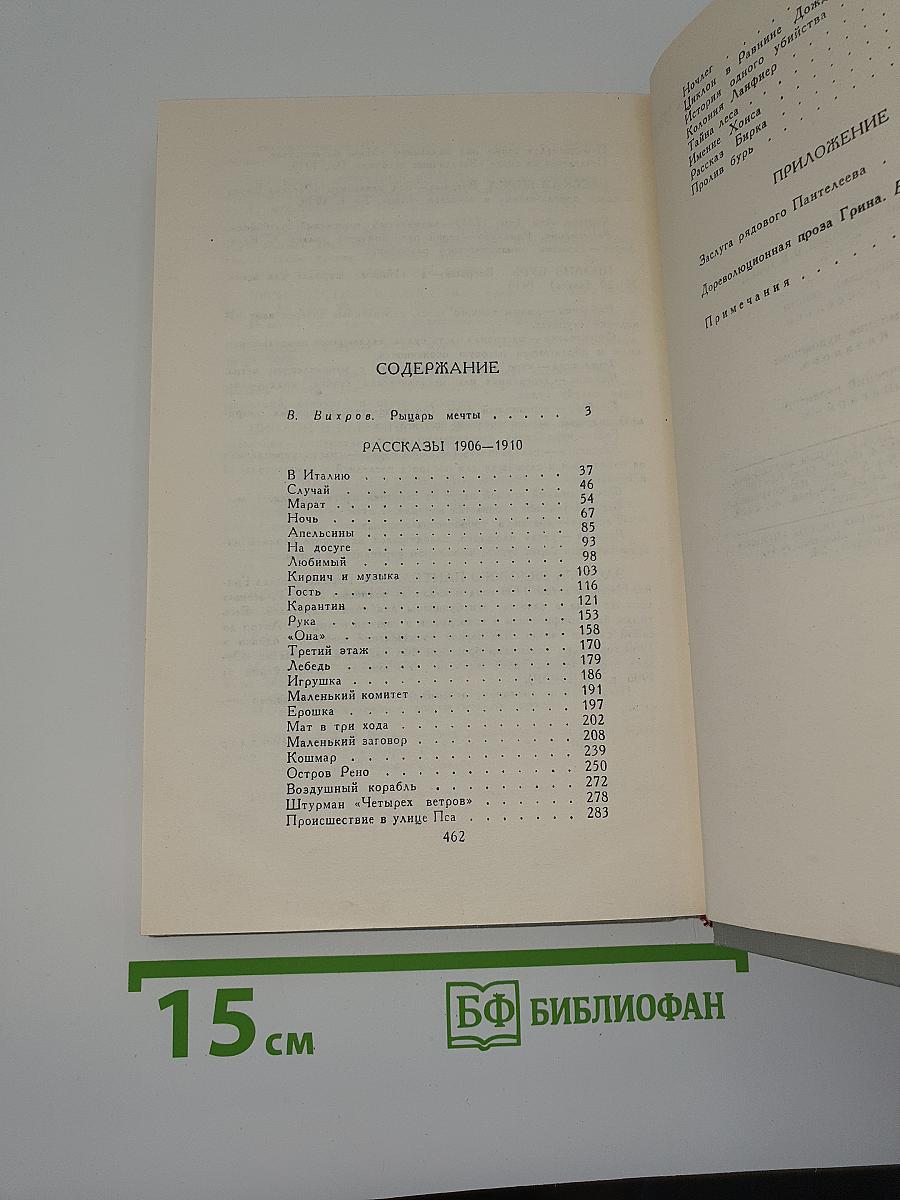 СОДЕРЖАНИЕ
В. Вихров. Рыцарь мечты . . . . . 3
РАССКАЗЫ 1906—1910
В Италию . . . . . . . . . . . . . 37
Случай . . . . . . . . . . . . . . 46
Марат . . . . . . . . . . . . . . 54
Ночь . . . . . . . . . . . . . . . 67
Апельсины . . . . . . . . . . . . 85
На досуге . . . . . . . . . . . . 93
Любимый . . . . . . . . . . . . . 98
Кирпич и музыка . . . . . . . . . 103
Гость . . . . . . . . . . . . . . 116
Карантин . . . . . . . . . . . . . 121
Рука . . . . . . . . . . . . . . . 153
«Она» . . . . . . . . . . . . . . 158
Третий этаж . . . . . . . . . . . 170
Лебедь . . . . . . . . . . . . . . 179
Игрушка . . . . . . . . . . . . . 186
Маленький комитет . . . . . . . . 191
Ерошка . . . . . . . . . . . . . . 197
Мат в три хода . . . . . . . . . . 202
Маленький заговор . . . . . . . . 208
Кошмар . . . . . . . . . . . . . . 239
Остров Рено . . . . . . . . . . . 250
Воздушный корабль . . . . . . . . 272
Штурман «Четырех ветров» . . . . . . 278
Происшествие в улице Пса . . . . . . . 283
462
Ночлег . . . .
Циклон в Равнине
История одного убийства
Колония Ланфиер . . . .
Тайна леса . . . . . .
Имение Хонса . . . . .
Рассказ Бирка . . . . .
Пролив бурь . . . . . .
ПРИЛОЖЕНИЕ
Заслуга рядового Пантелеева . .
Дореволюционная проза Грина.
Примечания . . . . . . .
15 см
БФ БИБЛИОФАН